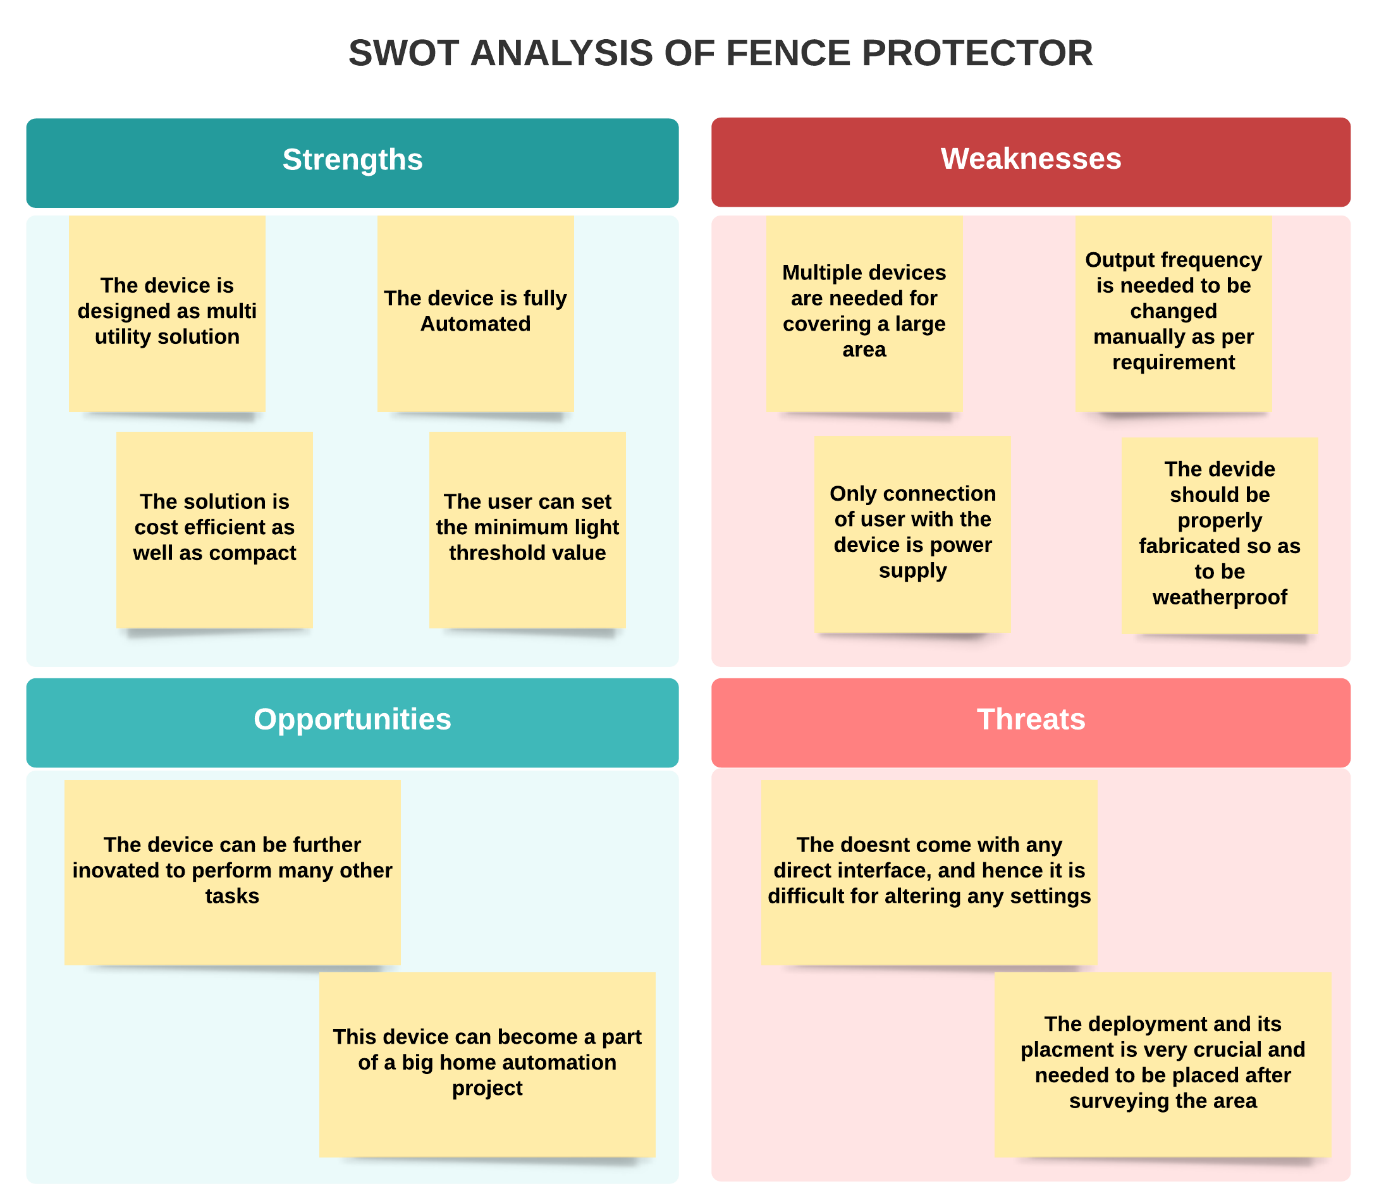 SWOT ANALYSIS OF FENCE PROTECTOR
Strengths
The device is
designed as multi
utility solution
The device is fully
Automated
The solution is
cost efficient as
well as compact
The user can set
the minimum light
threshold value
Weaknesses
Multiple devices
are needed for
covering a large
area
Output frequency
is needed to be
changed
manually as per
requirement
Only connection
of user with the
device is power
supply
The devide
should be
properly
fabricated so as
to be
weatherproof
Opportunities
The device can be further
inovated to perform many other
tasks
This device can become a part
of a big home automation
project
Threats
The doesnt come with any
direct interface, and hence it is
difficult for altering any settings
The deployment and its
placment is very crucial and
needed to be placed after
surveying the area